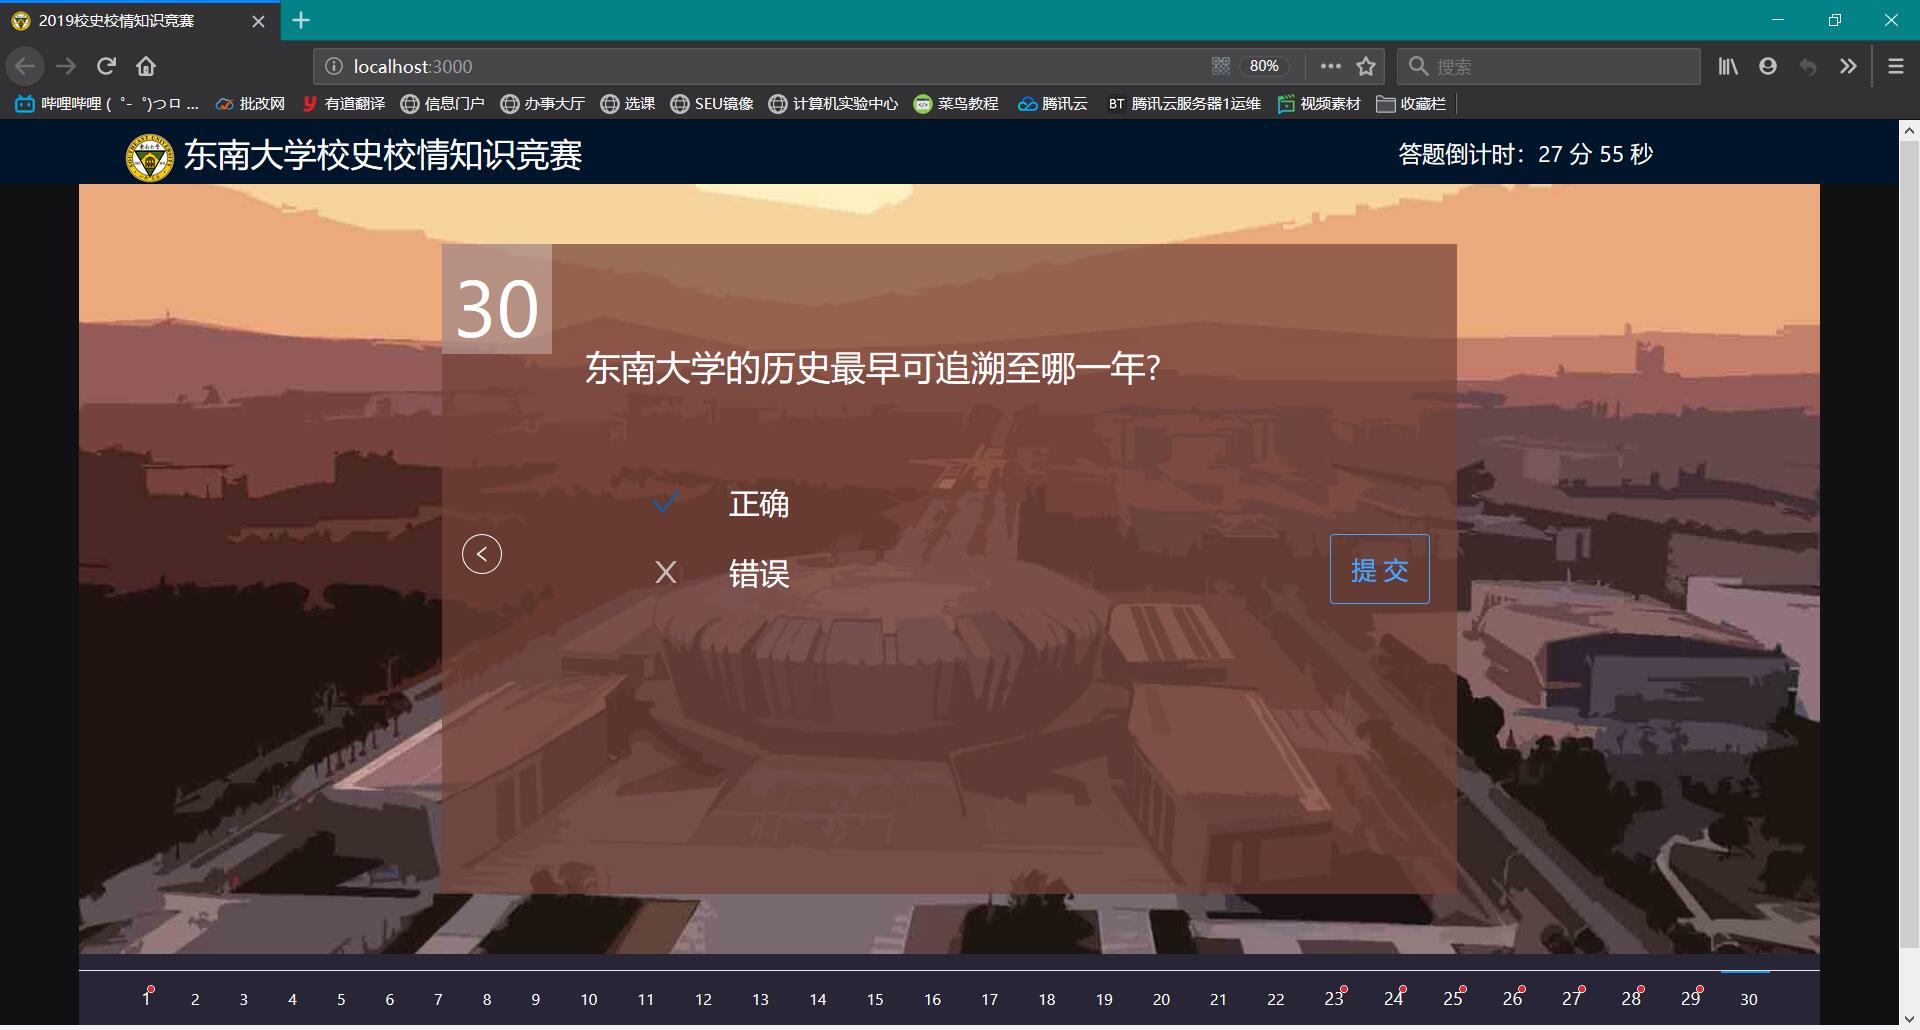 2019校史校情知识竞赛
localhost:3000
80%
搜索
哔哩哔哩 ( ゜- ゜)つロ ...
批改网
有道翻译
信息门户
办事大厅
选课
SEU镜像
计算机实验中心
菜鸟教程
腾讯云
BT 腾讯云服务器1运维
视频素材
收藏栏
东南大学校史校情知识竞赛
答题倒计时：27 分 55 秒
30
东南大学的历史最早可追溯至哪一年?
正确
错误
提 交
1 2 3 4 5 6 7 8 9 10 11 12 13 14 15 16 17 18 19 20 21 22 23 24 25 26 27 28 29 30